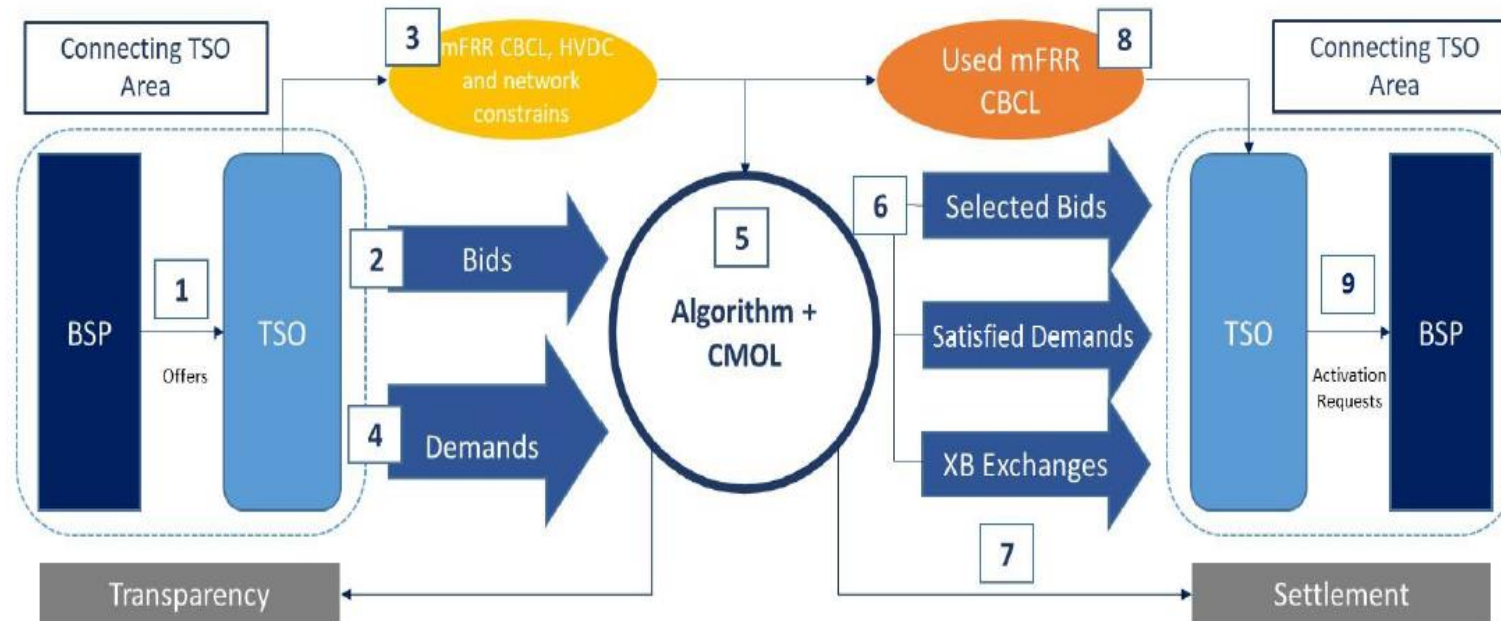 Connecting TSO
Area
3
mFRR CBCL, HVDC
and network
constrains
8
Used mFRR
CBCL
Connecting TSO
Area
BSP
1
Offers
TSO
2
Bids
4
Demands
5
Algorithm +
CMOL
6
Selected Bids
Satisfied Demands
XB Exchanges
7
TSO
9
Activation
Requests
BSP
Transparency
Settlement